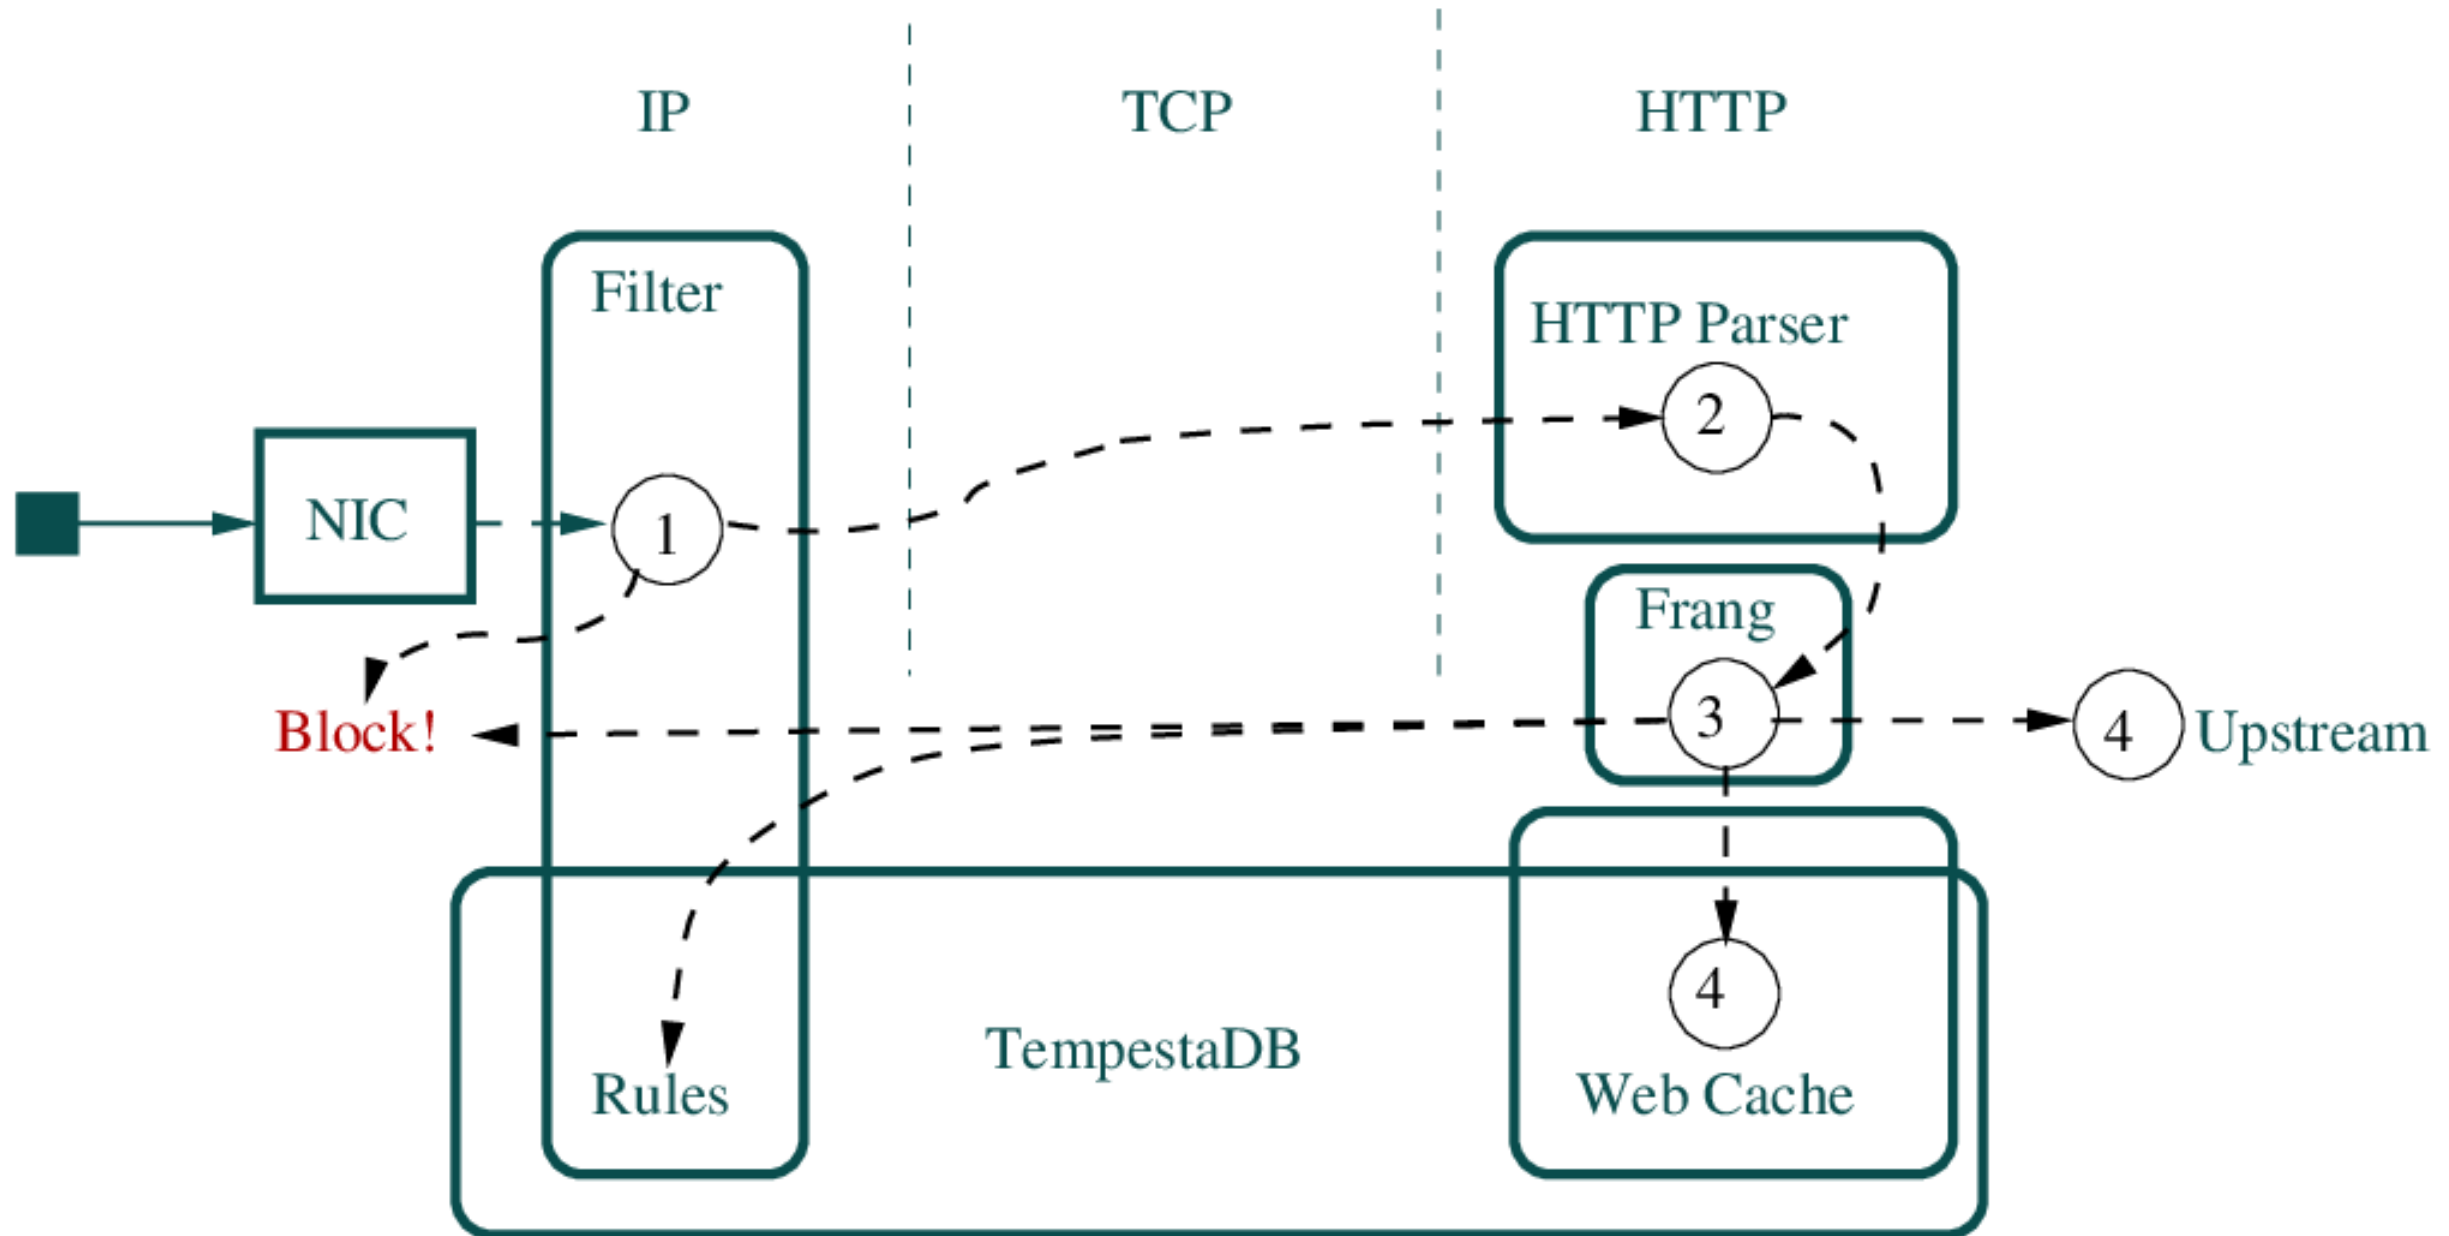 IP
TCP
HTTP
Filter
HTTP Parser
2
NIC
1
Frang
3
Block!
4
Upstream
4
TempestaDB
Rules
Web Cache